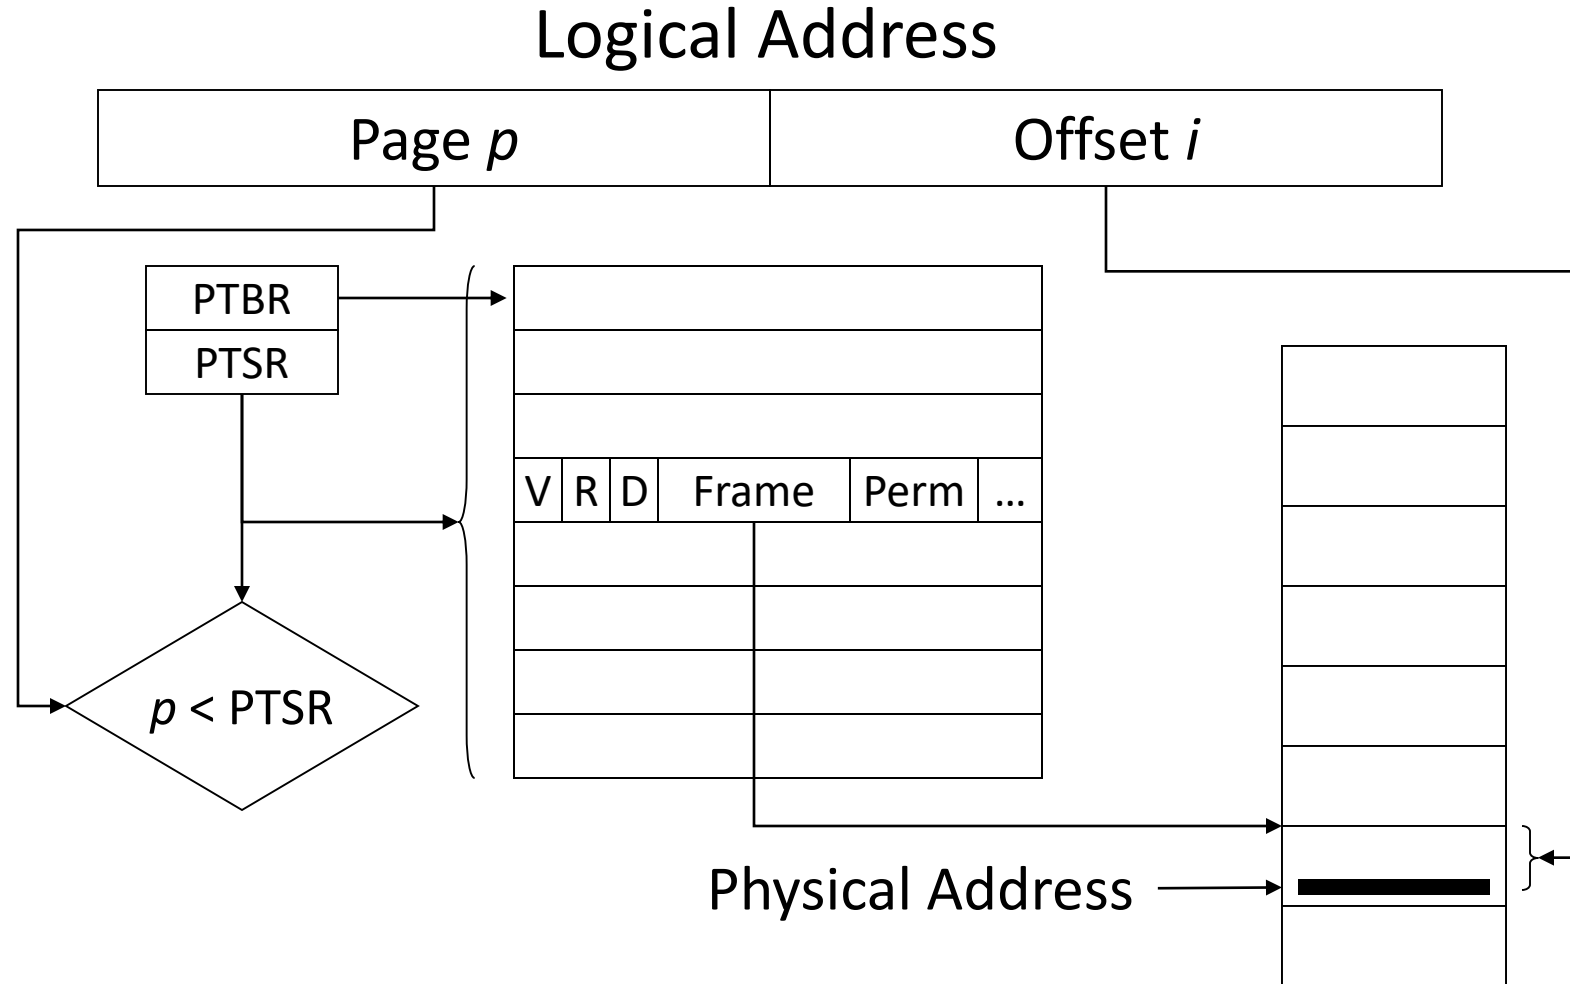 Logical Address
Page p
Offset i
PTBR
PTSR
V R D Frame Perm ...
p < PTSR
Physical Address